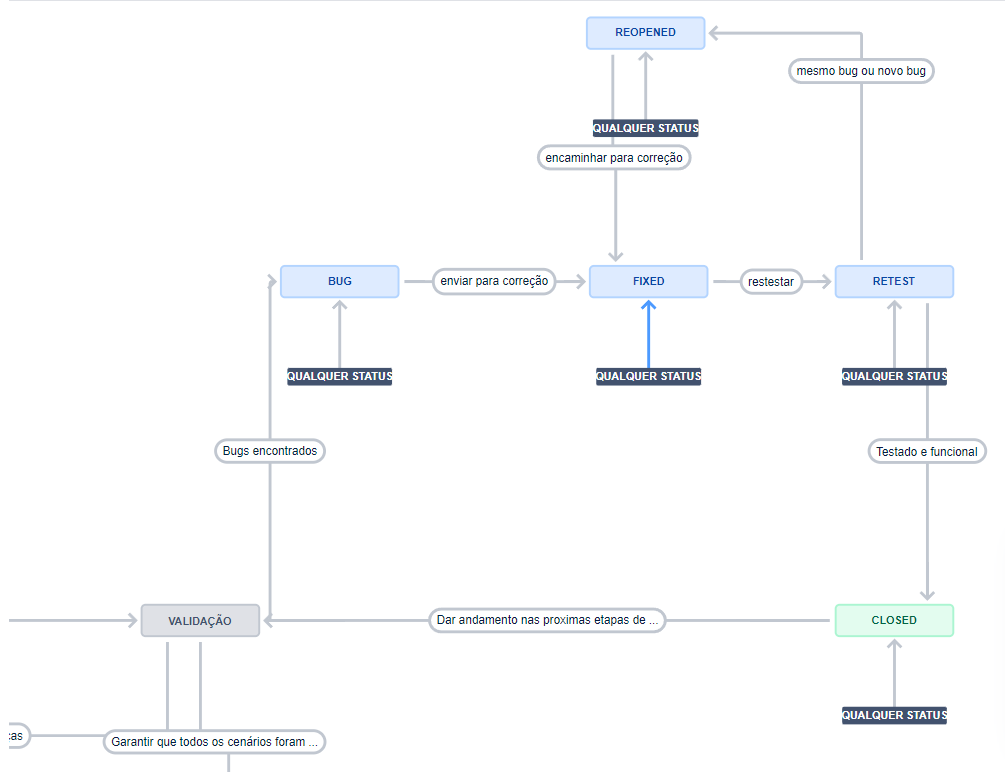 REOPENED
mesmo bug ou novo bug
QUALQUER STATUS
encaminhar para correção
BUG
enviar para correção
FIXED
restestar
RETEST
QUALQUER STATUS
QUALQUER STATUS
QUALQUER STATUS
Bugs encontrados
Testado e funcional
VALIDAÇÃO
Dar andamento nas proximas etapas de ...
CLOSED
QUALQUER STATUS
cas
Garantir que todos os cenários foram ...